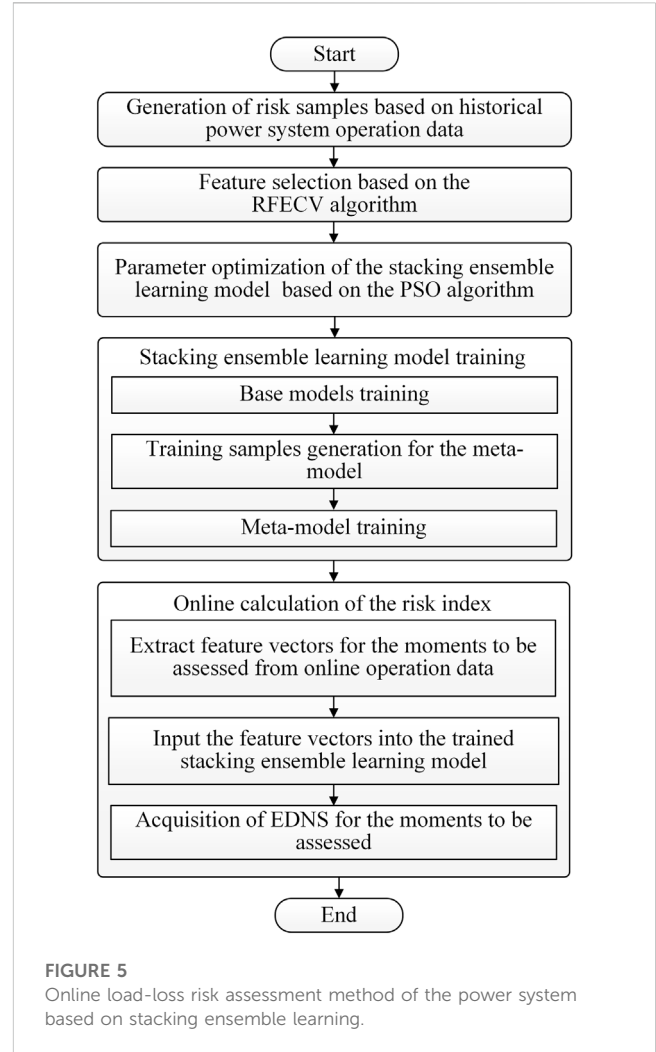 Start
Generation of risk samples based on historical
power system operation data
Feature selection based on the
RFECV algorithm
Parameter optimization of the stacking ensemble
learning model based on the PSO algorithm
Stacking ensemble learning model training
Base models training
Training samples generation for the meta-
model
Meta-model training
Online calculation of the risk index
Extract feature vectors for the moments to be
assessed from online operation data
Input the feature vectors into the trained
stacking ensemble learning model
Acquisition of EDNS for the moments to be
assessed
End
FIGURE 5
Online load-loss risk assessment method of the power system
based on stacking ensemble learning.